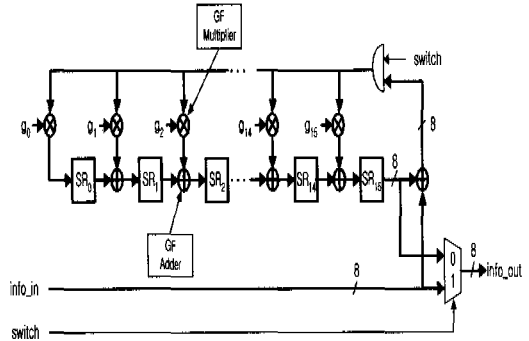 GF
Multiplier
switch
g0 g1 g2 g14 g15
8
SR0 SR1 SR2 SR14 SR15
8
GF
Adder
0
1
8
info_out
info_in
8
switch